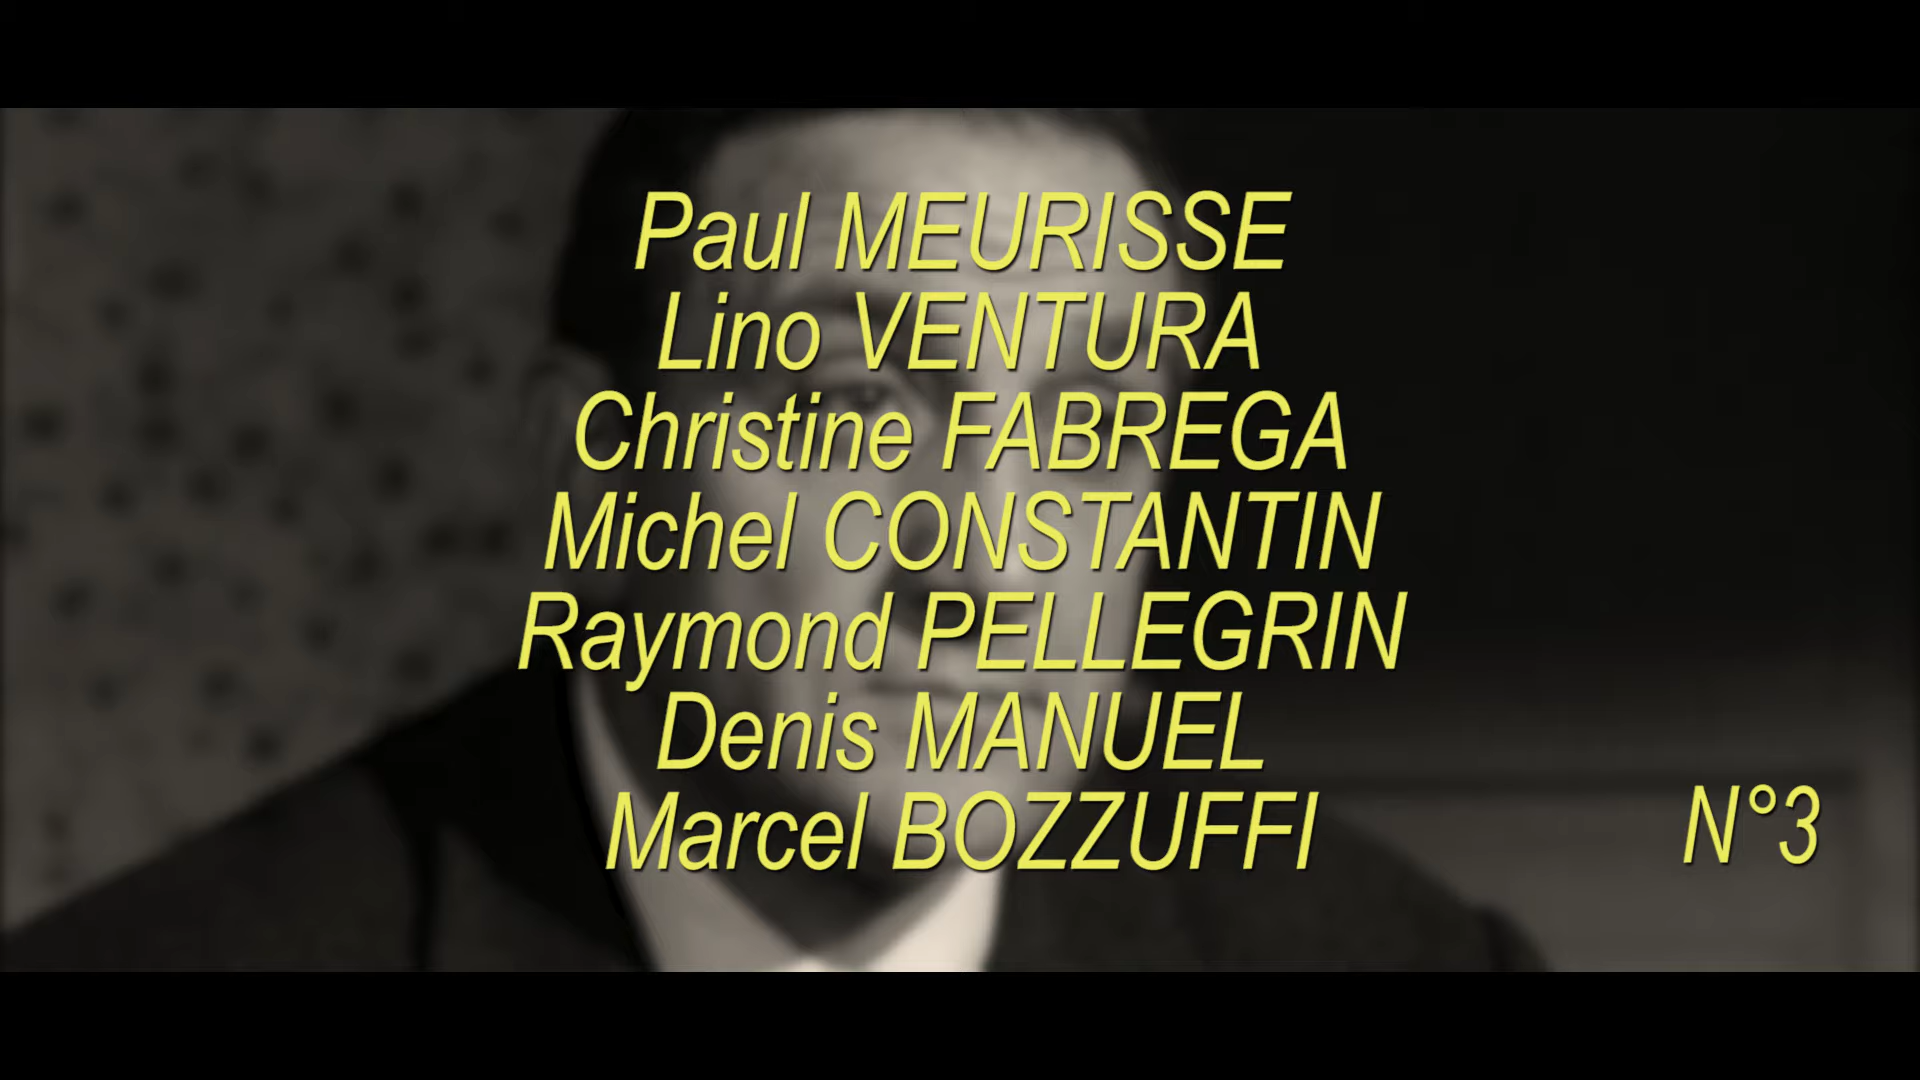 Paul MEURISSE
Lino VENTURA
Christine FABREGA
Michel CONSTANTIN
Raymond PELLEGRIN
Denis MANUEL
Marcel BOZZUFFI
N°3